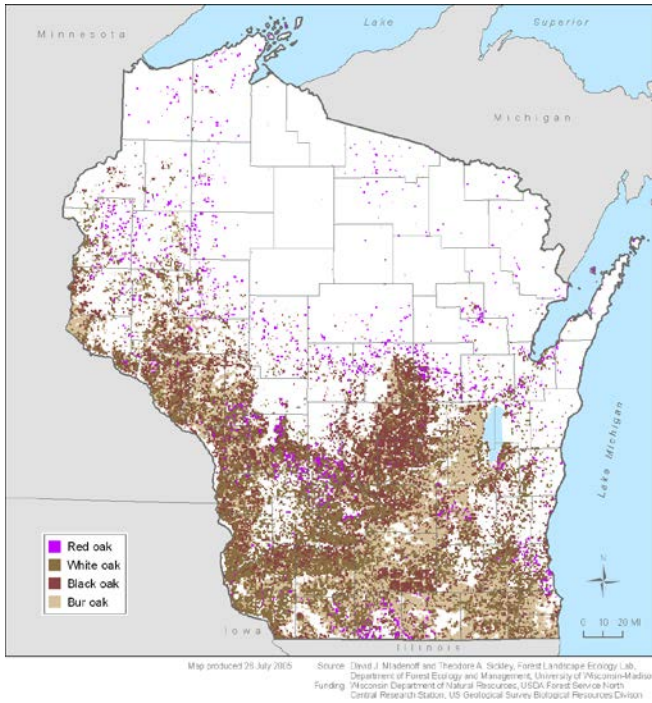 Minnesota
Lake
Superior
Michigan
Lake Michigan
N
Red oak
White oak
Black oak
Bur oak
0 10 20 MI
Iowa
Illinois
Map produced 26 July 2005
Source: David J. Mladenoff and Theodore A. Sickley, Forest Landscape Ecology Lab,
Department of Forest Ecology and Management, University of Wisconsin-Madison
Funding: Wisconsin Department of Natural Resources, USDA Forest Service North
Central Research Station, US Geological Survey Biological Resources Divison